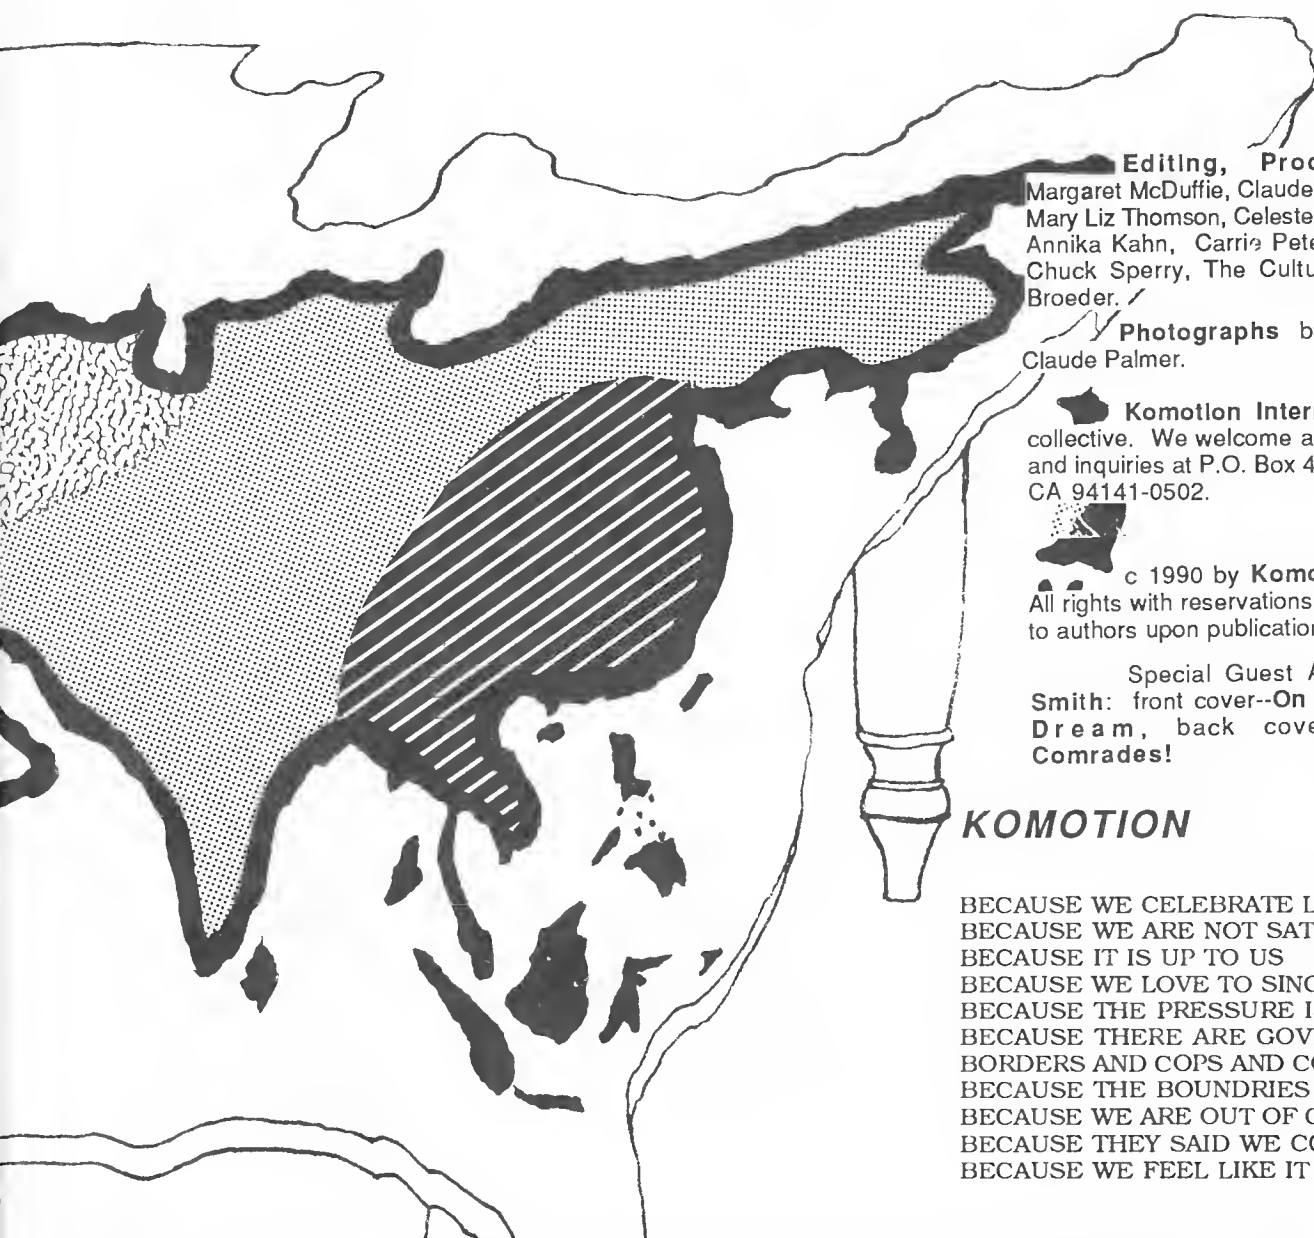 Editing, Proc
Margaret McDuffie, Claude
Mary Liz Thomson, Celeste
Annika Kahn, Carrie Pete
Chuck Sperry, The Cultu
Broeder.
Photographs b
Claude Palmer.
Komotion Inter
collective. We welcome a
and inquiries at P.O. Box 4
CA 94141-0502.
c 1990 by Komo
All rights with reservations
to authors upon publication
Special Guest A
Smith: front cover--On
Dream, back cove
Comrades!
KOMOTION
BECAUSE WE CELEBRATE L
BECAUSE WE ARE NOT SAT
BECAUSE IT IS UP TO US
BECAUSE WE LOVE TO SING
BECAUSE THE PRESSURE I
BECAUSE THERE ARE GOV
BORDERS AND COPS AND CO
BECAUSE THE BOUNDRIES
BECAUSE WE ARE OUT OF C
BECAUSE THEY SAID WE CO
BECAUSE WE FEEL LIKE IT